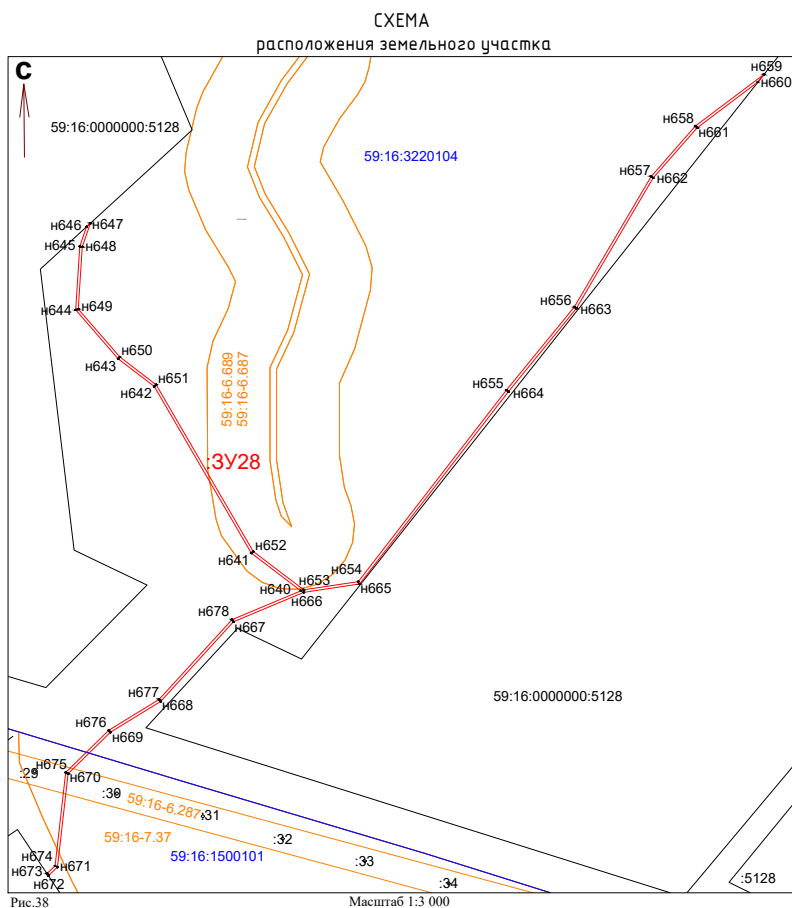 СХЕМА
расположения земельного участка
С
н659
н660
н658
н661
59:16:0000000:5128
59:16:3220104
н657
н662
н646
н647
н645
н648
н644
н649
н656
н663
н650
н643
н651
н642
59:16-6.689
59:16-6.687
н655
н664
:ЗУ28
н652
н641
н654
н653
н640
н665
н666
н678
н667
н677
н668
59:16:0000000:5128
н676
н669
н675
:29
н670
:30
59:16-6.287
:31
59:16-7.37
:32
59:16:1500101
:33
н674
н671
н673
н672
:34
:5128
Рис.38
Масштаб 1:3 000